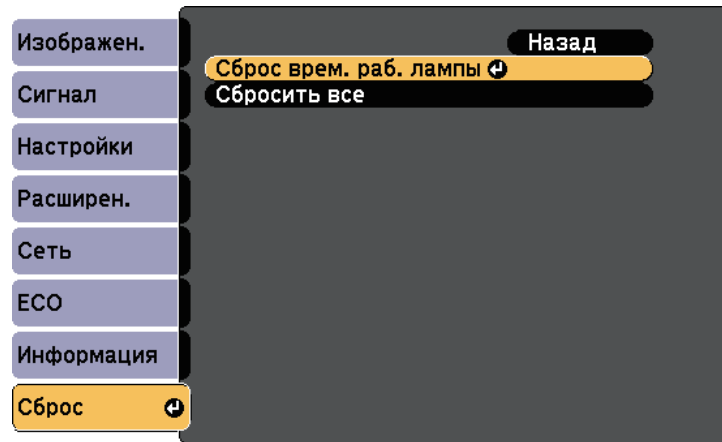 Изображен.
Сигнал
Настройки
Расширен.
Сеть
ECO
Информация
Сброс
Назад
Сброс врем. раб. лампы
Сбросить все